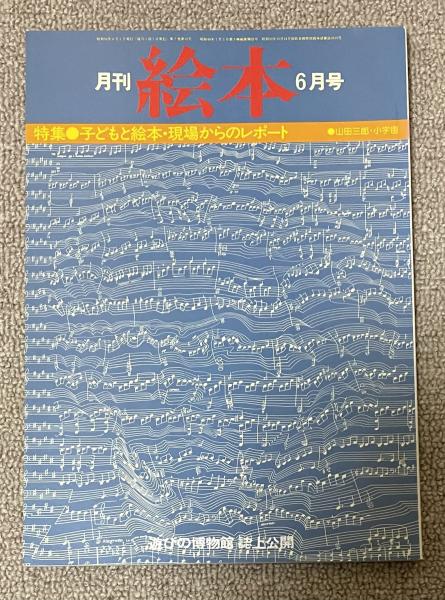 月刊 絵本 6月号
特集●子どもと絵本・現場からのレポート
●山田三郎・小宇宙
遊びの博物館 誌上公開